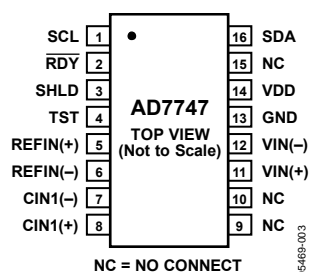 SCL 1
RDY 2
SHLD 3
TST 4
REFIN(+) 5
REFIN(–) 6
CIN1(–) 7
CIN1(+) 8
AD7747
TOP VIEW
(Not to Scale)
16 SDA
15 NC
14 VDD
13 GND
12 VIN(–)
11 VIN(+)
10 NC
9 NC
NC = NO CONNECT
05469-003